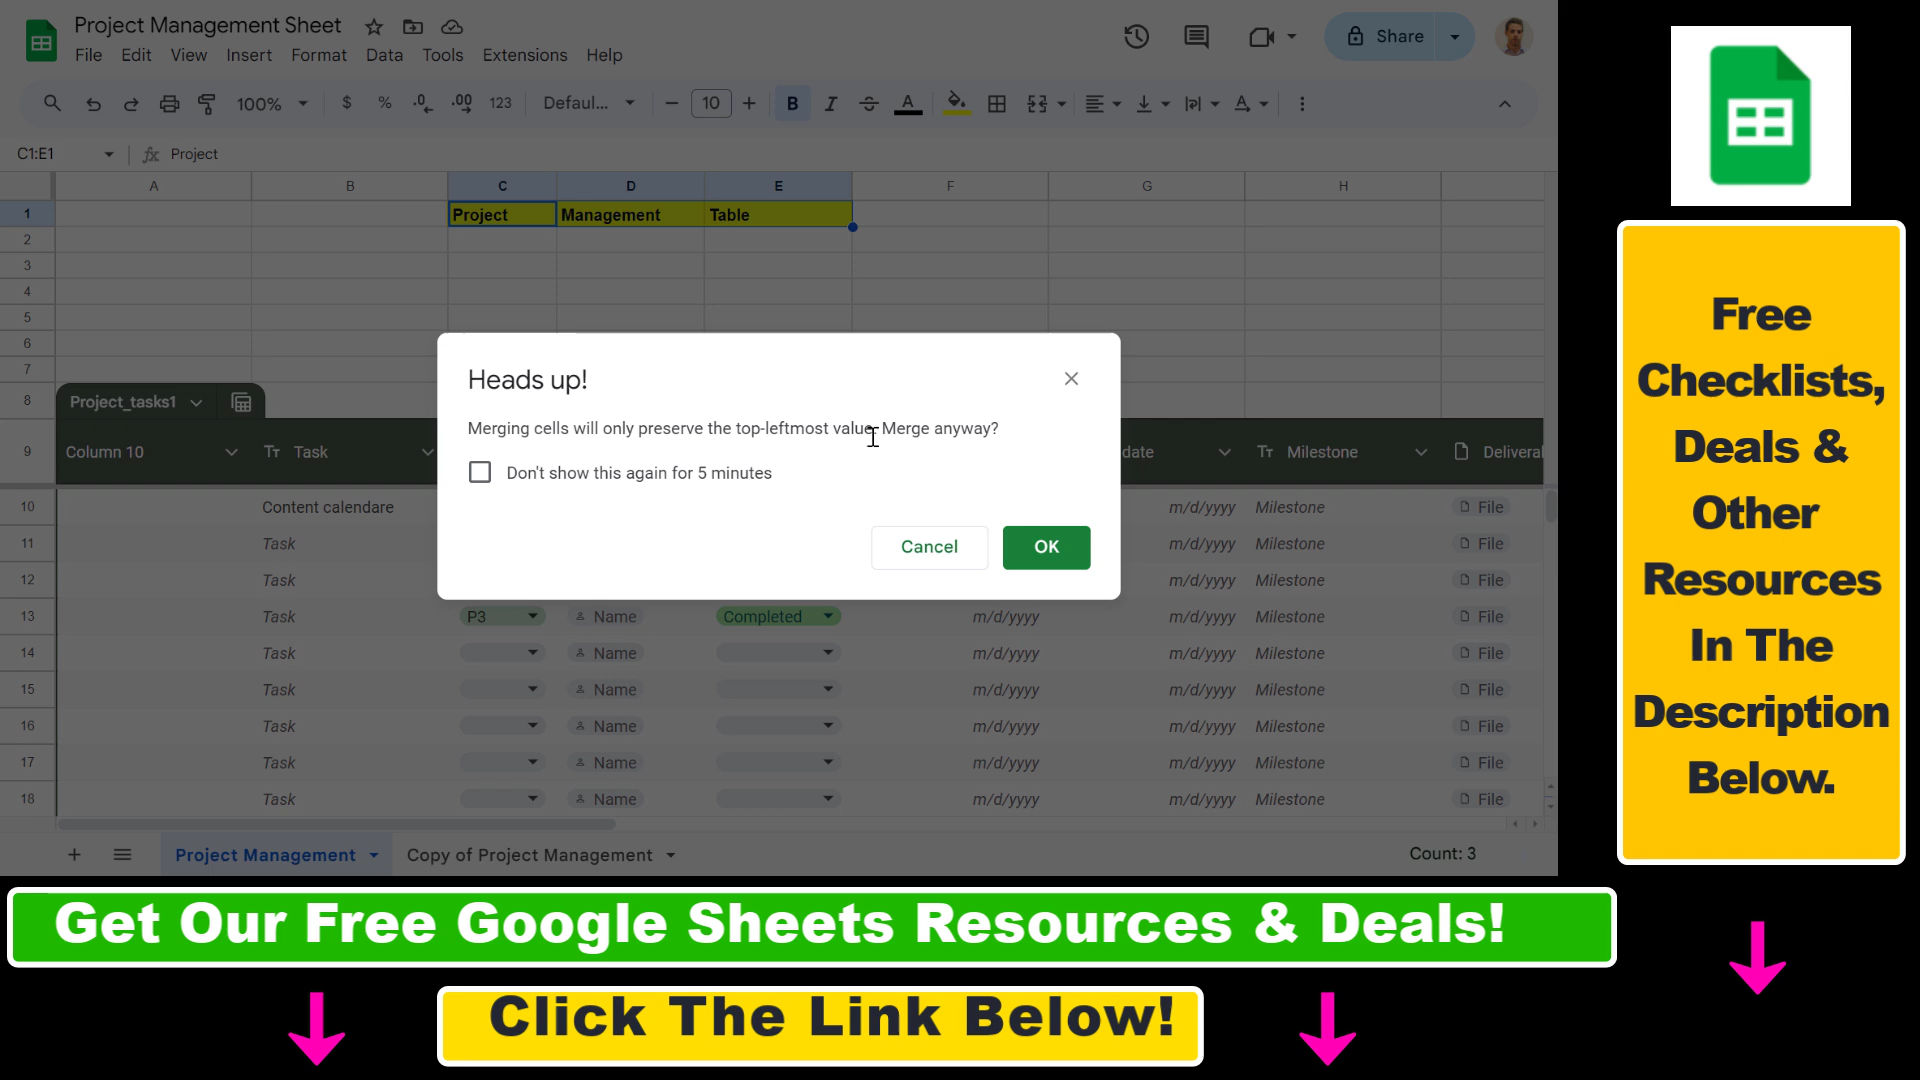 Project Management Sheet
File Edit View Insert Format Data Tools Extensions Help
Share
100% $ % .0 .00 123 Defaul... 10 B I A
C1:E1 fx Project
A B C D E F G H
1 Project Management Table
2
3
4
5
6
7
8 Project_tasks1
9 Column 10 Tт Task date Tт Milestone Deliveral
Heads up!
Merging cells will only preserve the top-leftmost value. Merge anyway?
Don't show this again for 5 minutes
Cancel OK
10 Content calendare m/d/yyyy Milestone File
11 Task m/d/yyyy Milestone File
12 Task m/d/yyyy Milestone File
13 Task P3 Name Completed m/d/yyyy m/d/yyyy Milestone File
14 Task Name m/d/yyyy m/d/yyyy Milestone File
15 Task Name m/d/yyyy m/d/yyyy Milestone File
16 Task Name m/d/yyyy m/d/yyyy Milestone File
17 Task Name m/d/yyyy m/d/yyyy Milestone File
18 Task Name m/d/yyyy m/d/yyyy Milestone File
Project Management Copy of Project Management Count: 3
Free
Checklists,
Deals &
Other
Resources
In The
Description
Below.
Get Our Free Google Sheets Resources & Deals!
Click The Link Below!